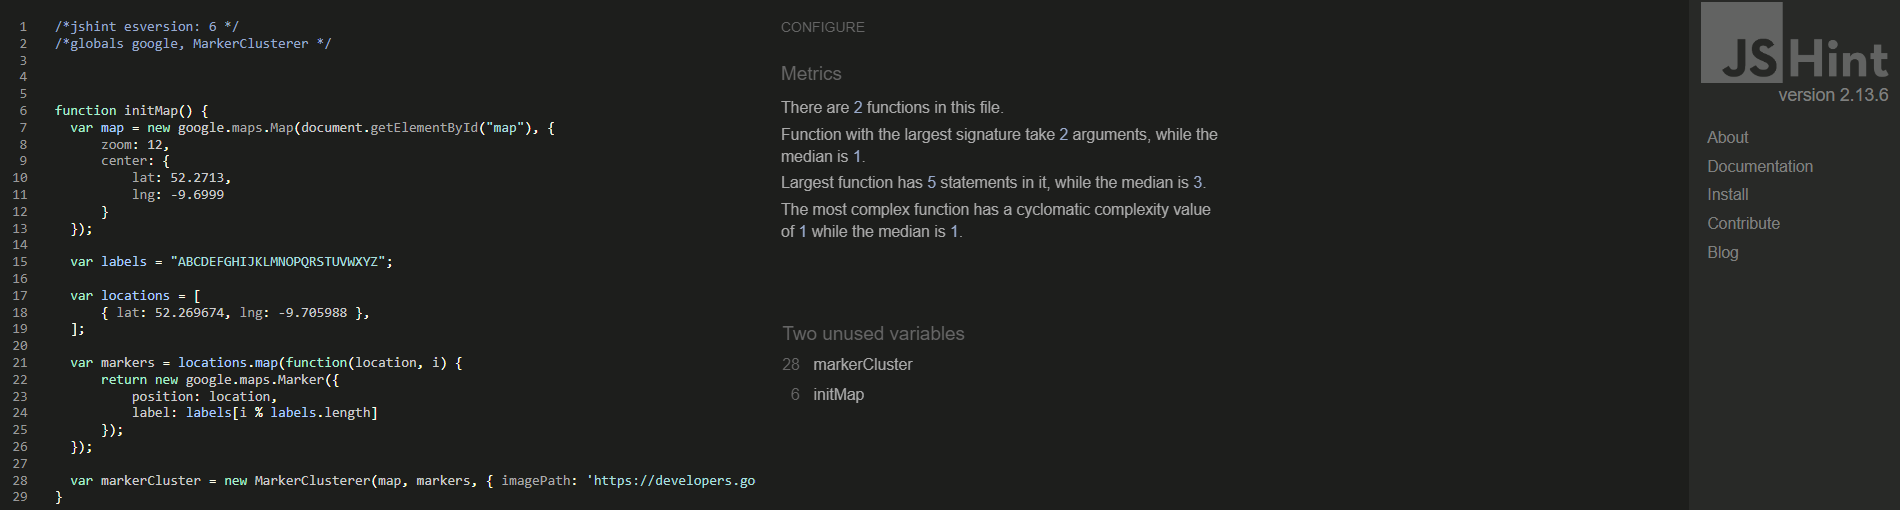 1 /*jshint esversion: 6 */
2 /*globals google, MarkerClusterer */
3
4
5
6 function initMap() {
7 var map = new google.maps.Map(document.getElementById("map"), {
8 zoom: 12,
9 center: {
10 lat: 52.2713,
11 lng: -9.6999
12 }
13 });
14
15 var labels = "ABCDEFGHIJKLMNOPQRSTUVWXYZ";
16
17 var locations = [
18 { lat: 52.269674, lng: -9.705988 },
19 ];
20
21 var markers = locations.map(function(location, i) {
22 return new google.maps.Marker({
23 position: location,
24 label: labels[i % labels.length]
25 });
26 });
27
28 var markerCluster = new MarkerClusterer(map, markers, { imagePath: 'https://developers.go
29 }
CONFIGURE
Metrics
There are 2 functions in this file.
Function with the largest signature take 2 arguments, while the
median is 1.
Largest function has 5 statements in it, while the median is 3.
The most complex function has a cyclomatic complexity value
of 1 while the median is 1.
Two unused variables
28 markerCluster
6 initMap
JSHint
version 2.13.6
About
Documentation
Install
Contribute
Blog